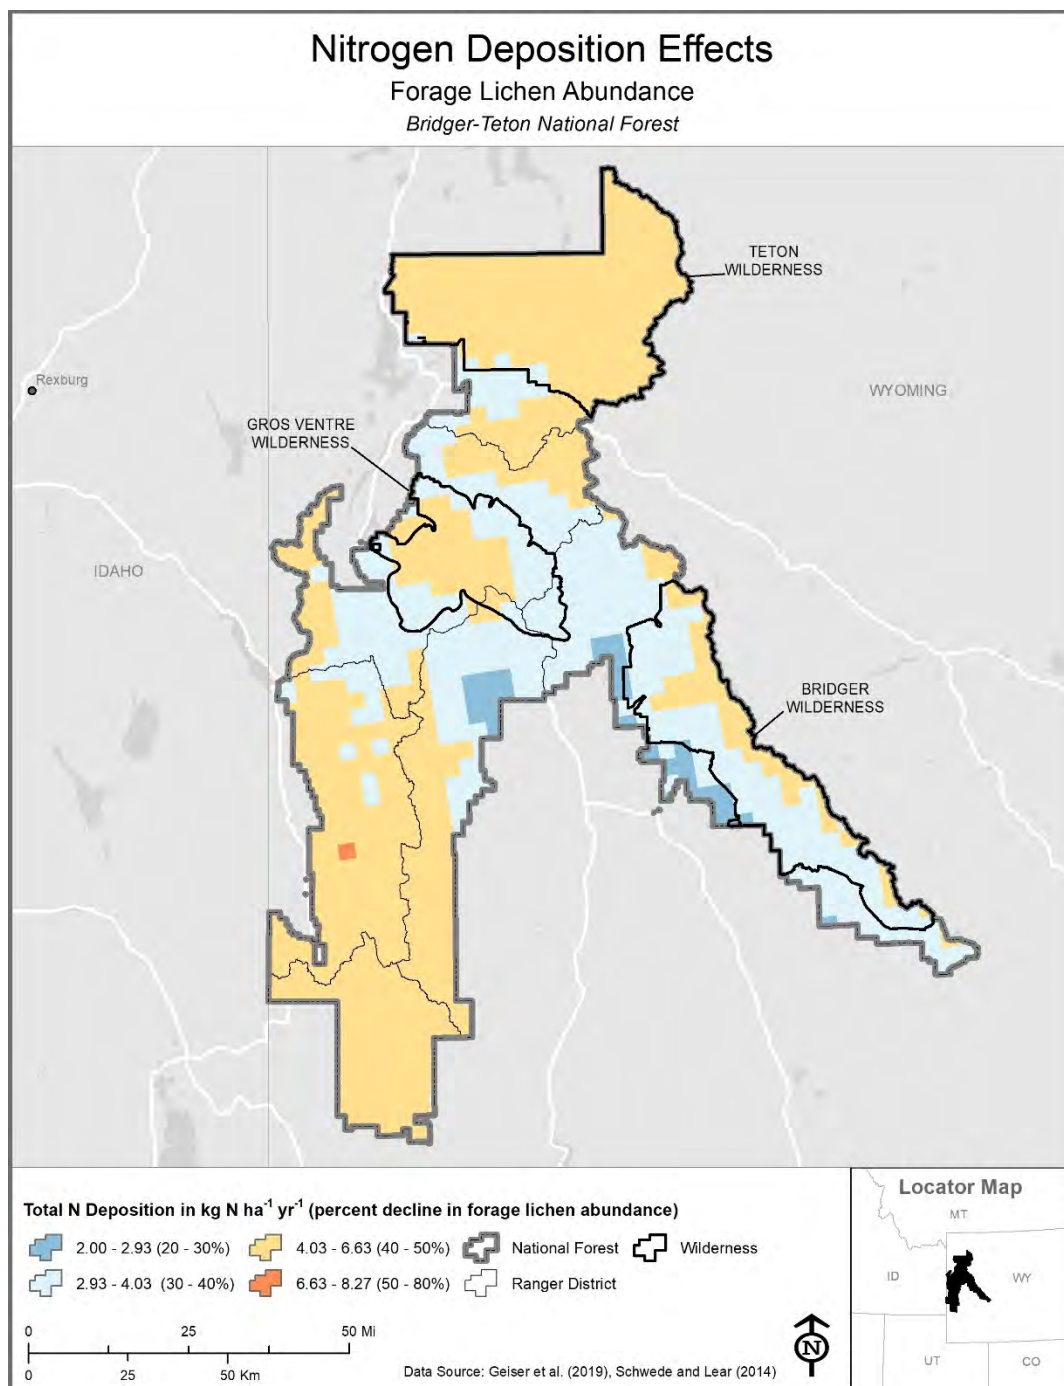 Nitrogen Deposition Effects
Forage Lichen Abundance
Bridger-Teton National Forest
TETON
WILDERNESS
Rexburg
WYOMING
GROS VENTRE
WILDERNESS
IDAHO
BRIDGER
WILDERNESS
Total N Deposition in kg N ha⁻¹ yr⁻¹ (percent decline in forage lichen abundance)
2.00 - 2.93 (20 - 30%)
4.03 - 6.63 (40 - 50%)
National Forest
Wilderness
2.93 - 4.03 (30 - 40%)
6.63 - 8.27 (50 - 80%)
Ranger District
0 25 50 Mi
0 25 50 Km
N
Data Source: Geiser et al. (2019), Schwede and Lear (2014)
Locator Map
MT
ID
WY
UT
CO